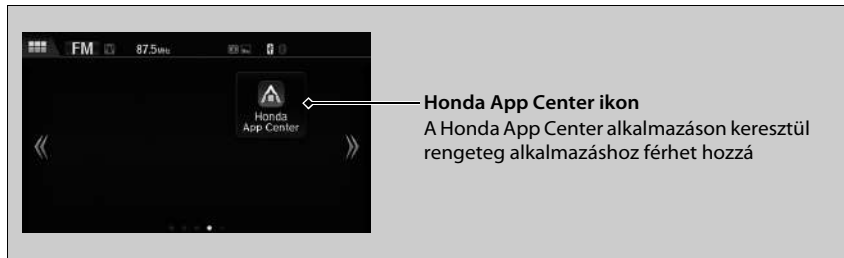 FM 87.5MHz
Honda
App Center
Honda App Center ikon
A Honda App Center alkalmazáson keresztül
rengeteg alkalmazáshoz férhet hozzá